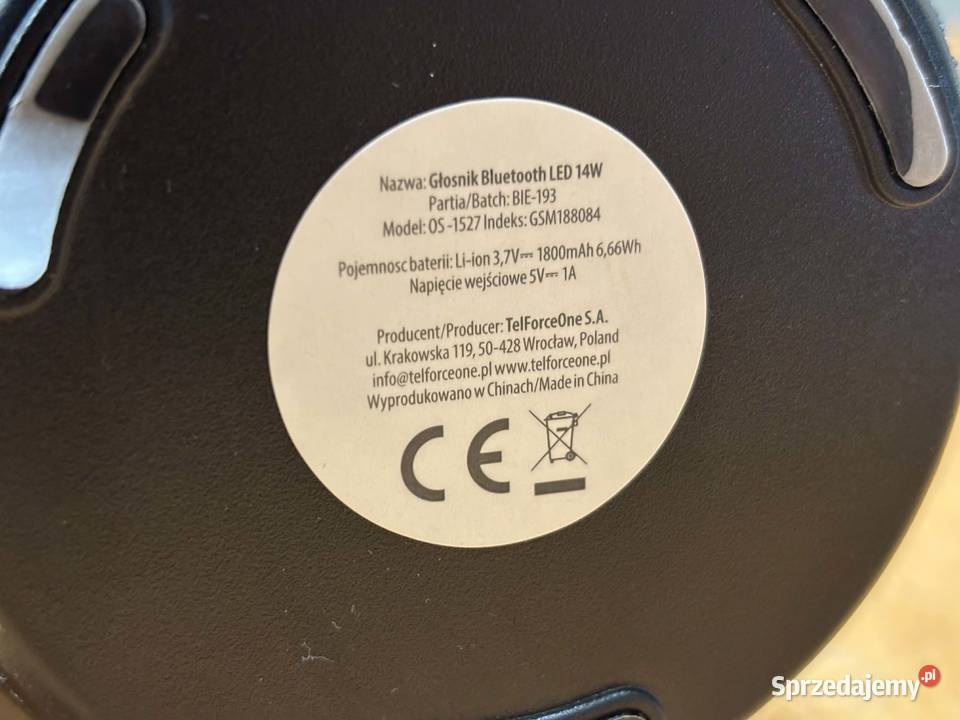 Nazwa: Głosnik Bluetooth LED 14W
Partia/Batch: BIE-193
Model: OS -1527 Indeks: GSM188084
Pojemnosc baterii: Li-ion 3,7V⎓ 1800mAh 6,66Wh
Napięcie wejściowe 5V⎓ 1A
Producent/Producer: TelForceOne S.A.
ul. Krakowska 119, 50-428 Wrocław, Poland
info@telforceone.pl www.telforceone.pl
Wyprodukowano w Chinach/Made in China
CE
Sprzedajemy.pl